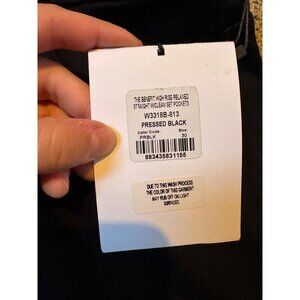 THE BENEFIT HIGH RISE RELAXED
STRAIGHT W/CLEAN SET POCKETS
W3318B-813
PRESSED BLACK
Color Code: Size:
PRBLK 30
883435831155
DUE TO THIS WASH PROCESS
THE COLOR OF THIS GARMENT
MAY RUB OFF ON LIGHT
SURFACES